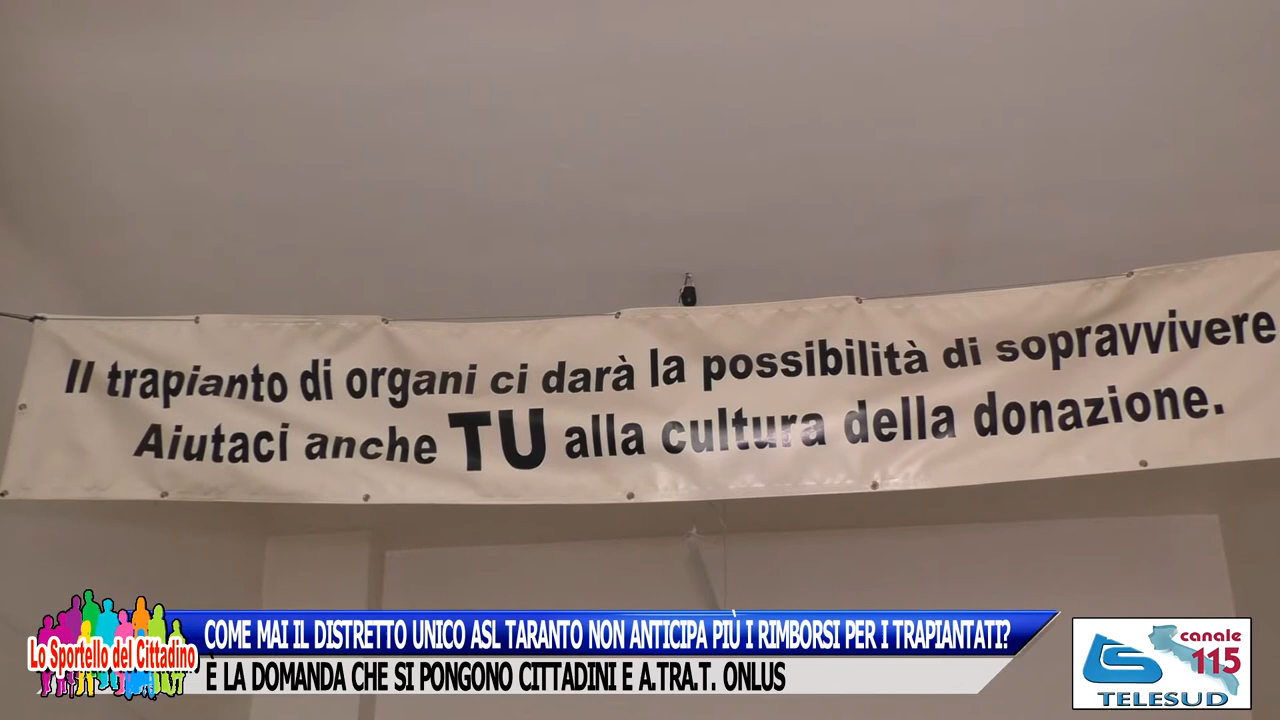 Il trapianto di organi ci darà la possibilità di sopravvivere
Aiutaci anche TU alla cultura della donazione.
COME MAI IL DISTRETTO UNICO ASL TARANTO NON ANTICIPA PIÙ I RIMBORSI PER I TRAPIANTATI?
È LA DOMANDA CHE SI PONGONO CITTADINI E A.TRA.T. ONLUS
Lo Sportello del Cittadino
canale
115
TELESUD